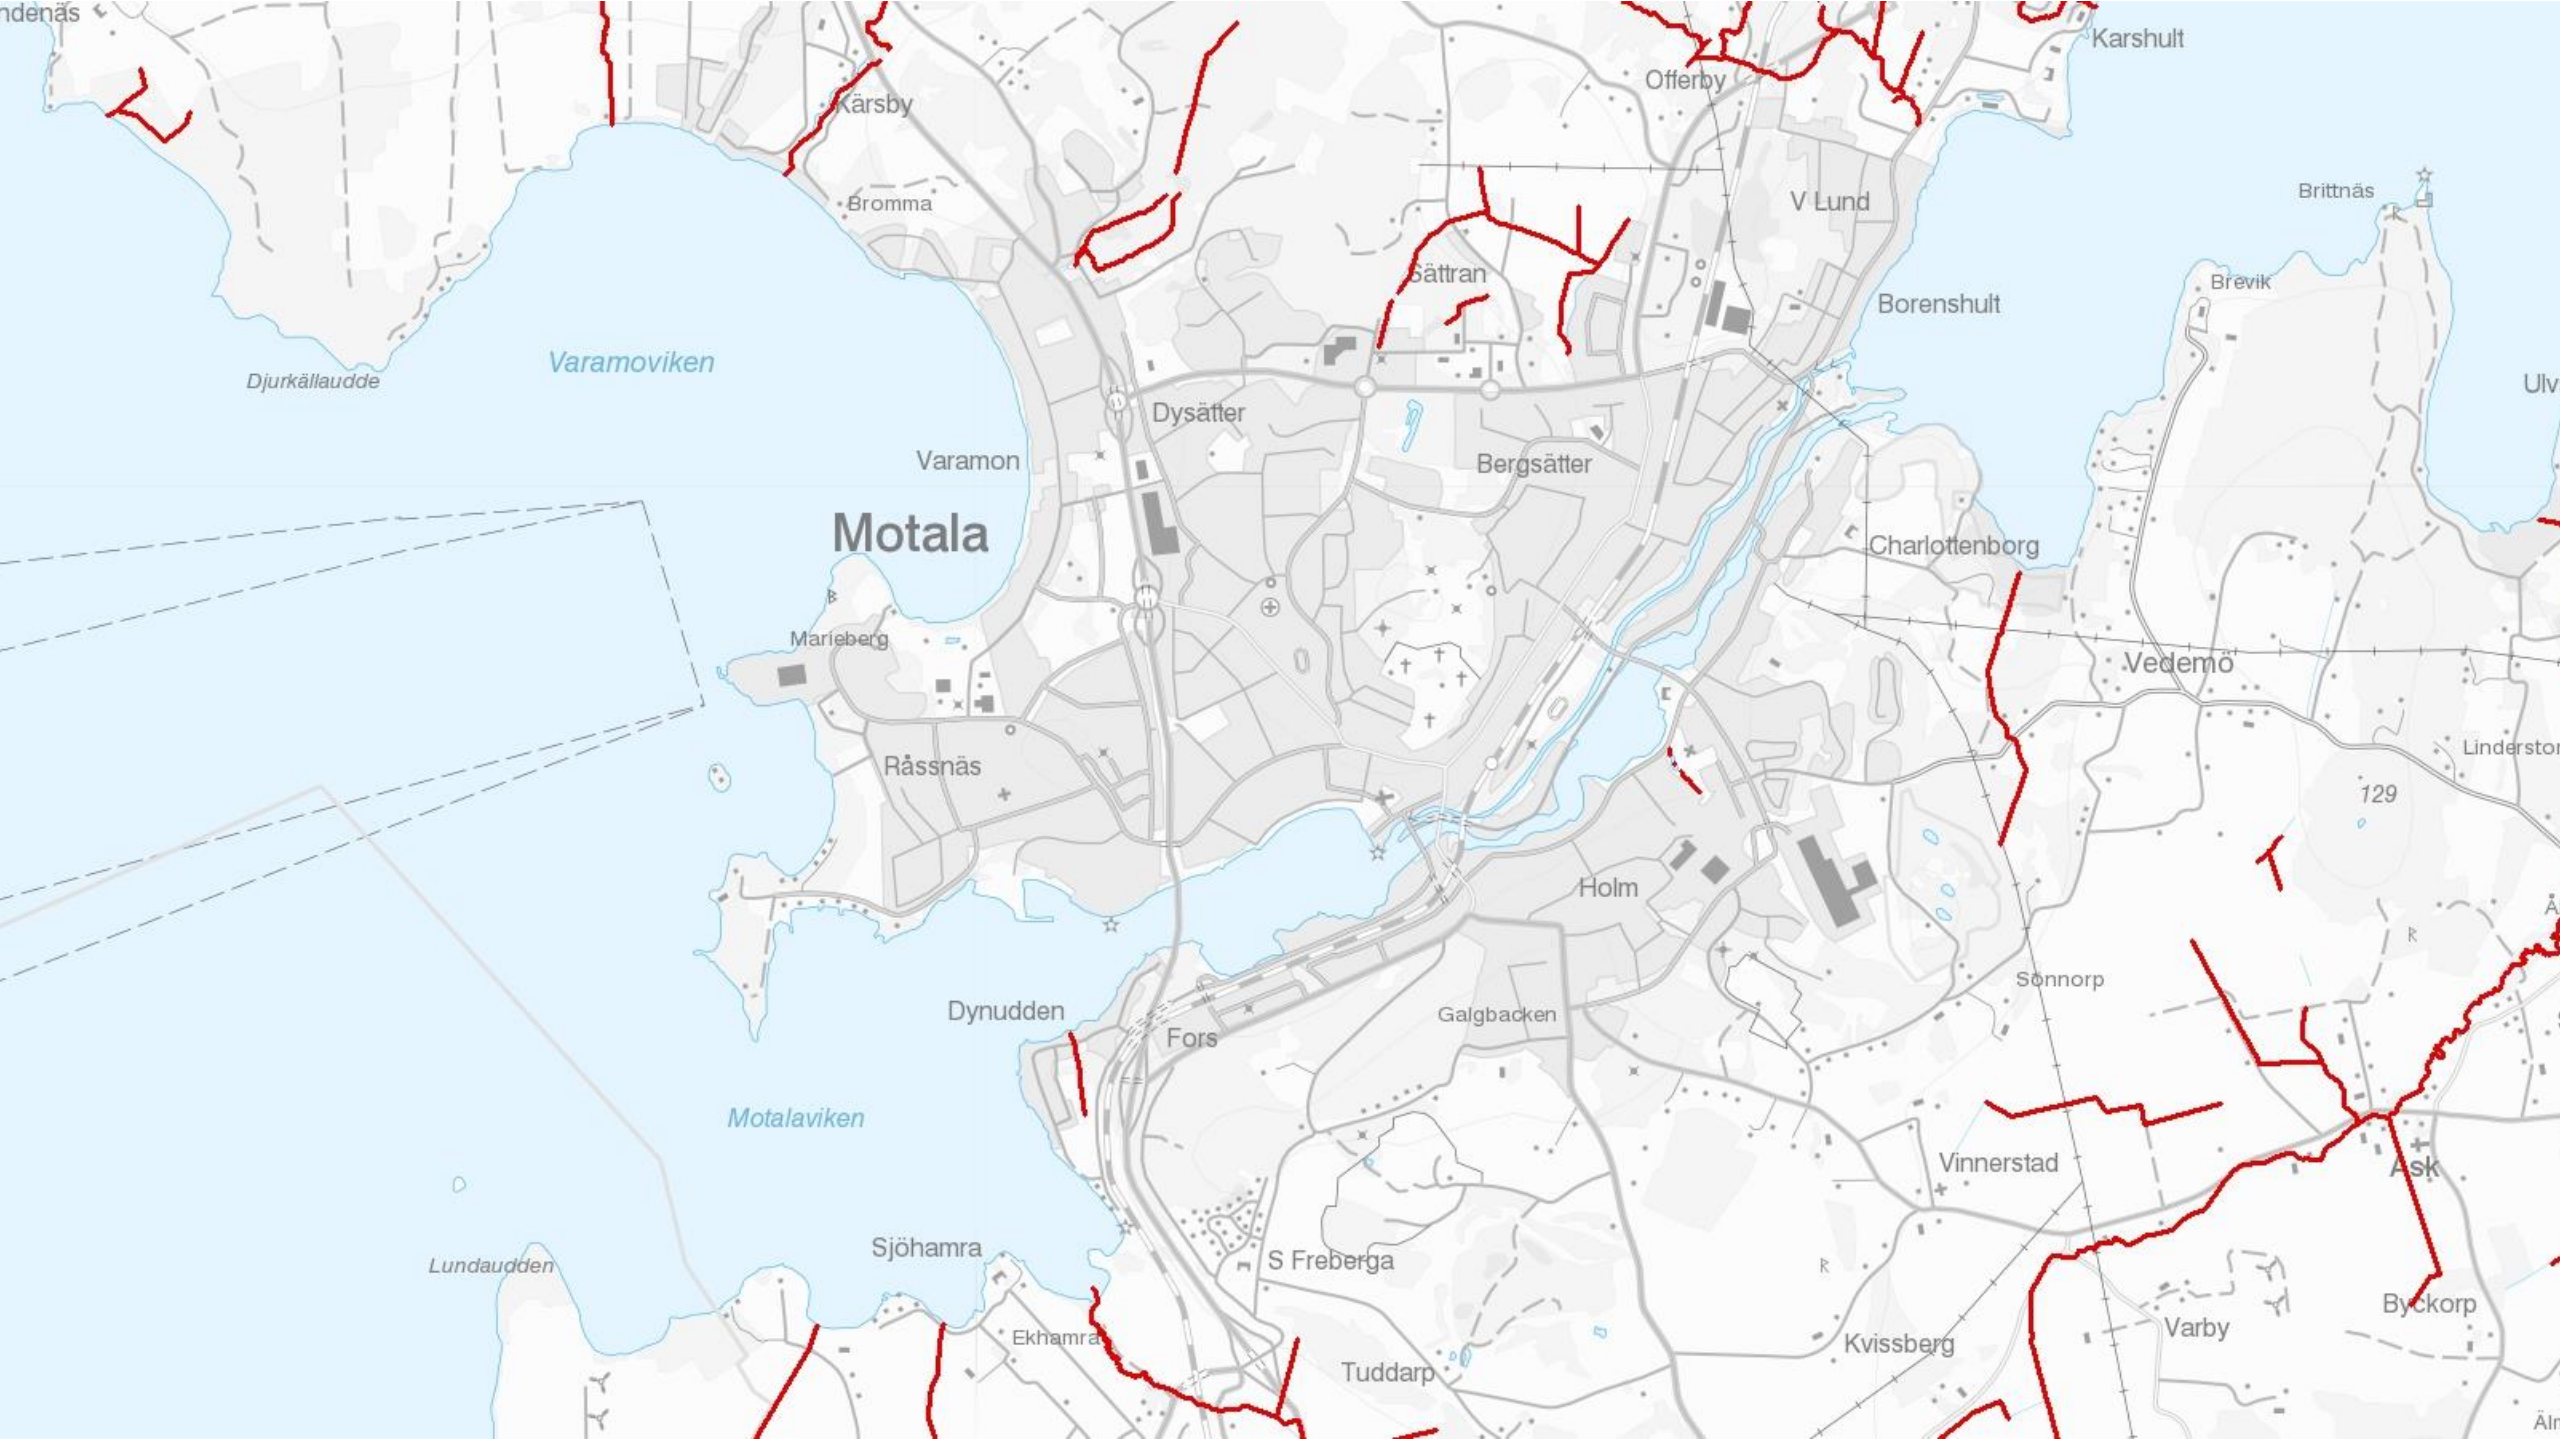 ndenäs
Karshult
Offerby
Kärsby
Brittnäs
V Lund
Bromma
Sättran
Brevik
Borenshult
Varamoviken
Djurkällaudde
Ulv
Dysätter
Varamon
Bergsätter
Motala
Charlottenborg
Marieberg
Vedemö
Linderstor
Råssnäs
129
Holm
Å
Sönnorp
Dynudden
Galgbacken
Fors
Motalaviken
Vinnerstad
Ask
Sjöhamra
S Freberga
Lundaudden
Byckorp
Ekhamra
Varby
Kvissberg
Tuddarp
Älm